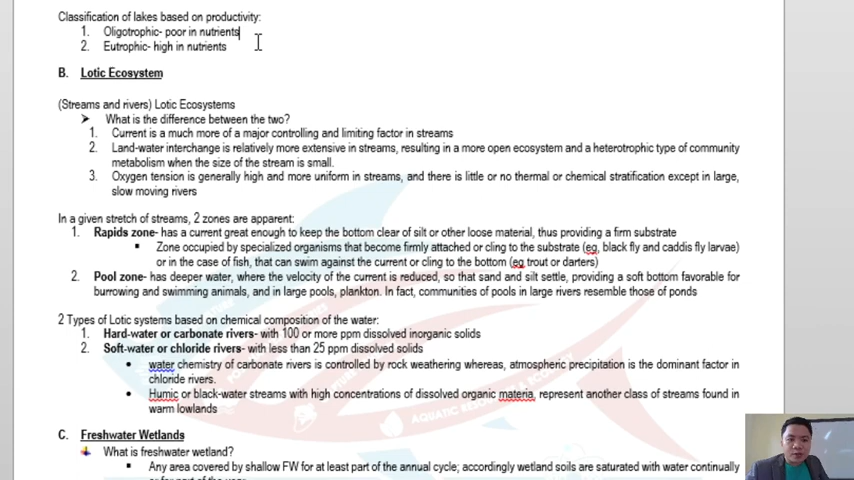 Classification of lakes based on productivity:
1. Oligotrophic- poor in nutrients
2. Eutrophic- high in nutrients
B. Lotic Ecosystem
(Streams and rivers) Lotic Ecosystems
What is the difference between the two?
1. Current is a much more of a major controlling and limiting factor in streams
2. Land-water interchange is relatively more extensive in streams, resulting in a more open ecosystem and a heterotrophic type of community
metabolism when the size of the stream is small.
3. Oxygen tension is generally high and more uniform in streams, and there is little or no thermal or chemical stratification except in large,
slow moving rivers
In a given stretch of streams, 2 zones are apparent:
1. Rapids zone- has a current great enough to keep the bottom clear of silt or other loose material, thus providing a firm substrate
Zone occupied by specialized organisms that become firmly attached or cling to the substrate (eg, black fly and caddis fly larvae)
or in the case of fish, that can swim against the current or cling to the bottom (eg trout or darters)
2. Pool zone- has deeper water, where the velocity of the current is reduced, so that sand and silt settle, providing a soft bottom favorable for
burrowing and swimming animals, and in large pools, plankton. In fact, communities of pools in large rivers resemble those of ponds
2 Types of Lotic systems based on chemical composition of the water:
1. Hard-water or carbonate rivers- with 100 or more ppm dissolved inorganic solids
2. Soft-water or chloride rivers- with less than 25 ppm dissolved solids
water chemistry of carbonate rivers is controlled by rock weathering whereas, atmospheric precipitation is the dominant factor in
chloride rivers.
Humic or black-water streams with high concentrations of dissolved organic materia, represent another class of streams found in
warm lowlands
C. Freshwater Wetlands
What is freshwater wetland?
Any area covered by shallow FW for at least part of the annual cycle; accordingly wetland soils are saturated with water continually